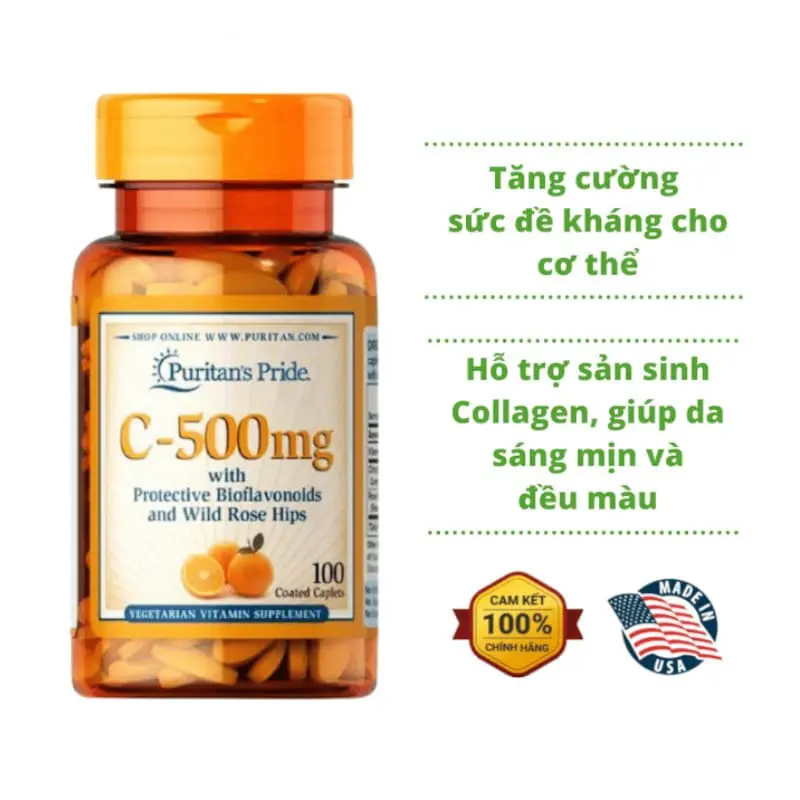 SHOP ONLINE WWW.PURITAN.COM
Puritan's Pride
C-500mg
with
Protective Bioflavonoids
and Wild Rose Hips
100
Coated Caplets
VEGETARIAN VITAMIN SUPPLEMENT
Tăng cường
sức đề kháng cho
cơ thể
Hỗ trợ sản sinh
Collagen, giúp da
sáng mịn và
đều màu
CAM KẾT
100%
CHÍNH HÃNG
MADE IN
USA